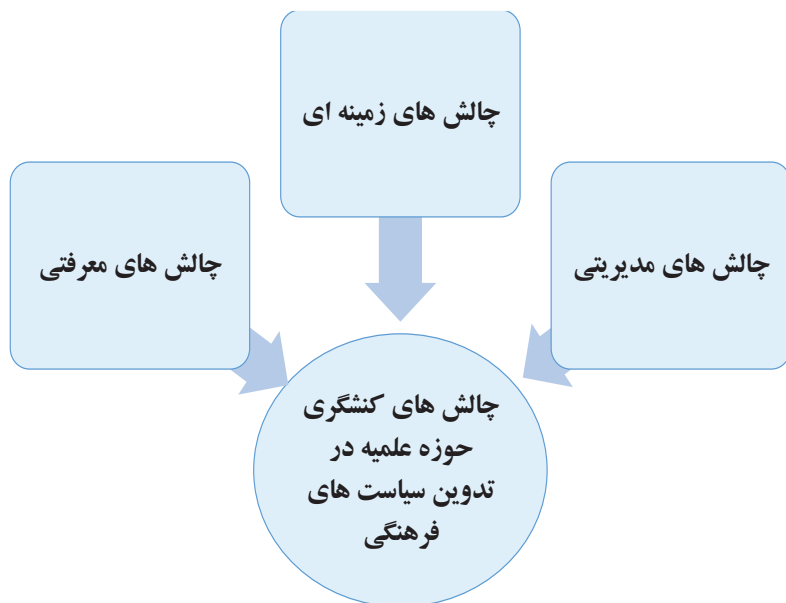 چالش های زمینه ای
چالش های مدیریتی
چالش های معرفتی
چالش های کنشگری
حوزه علمیه در
تدوین سیاست های
فرهنگی